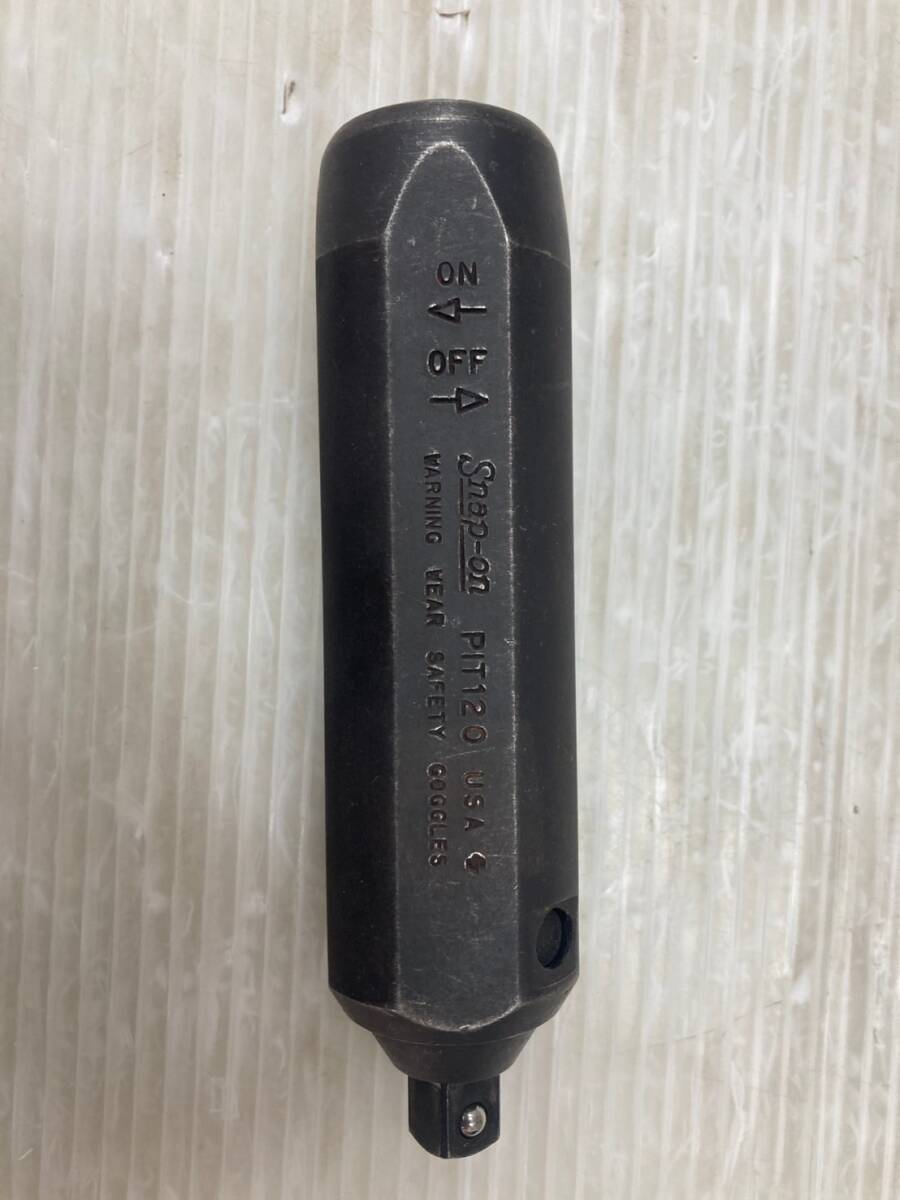 ON
OFF
Snap-on PIT120 USA
WARNING WEAR SAFETY GOGGLES